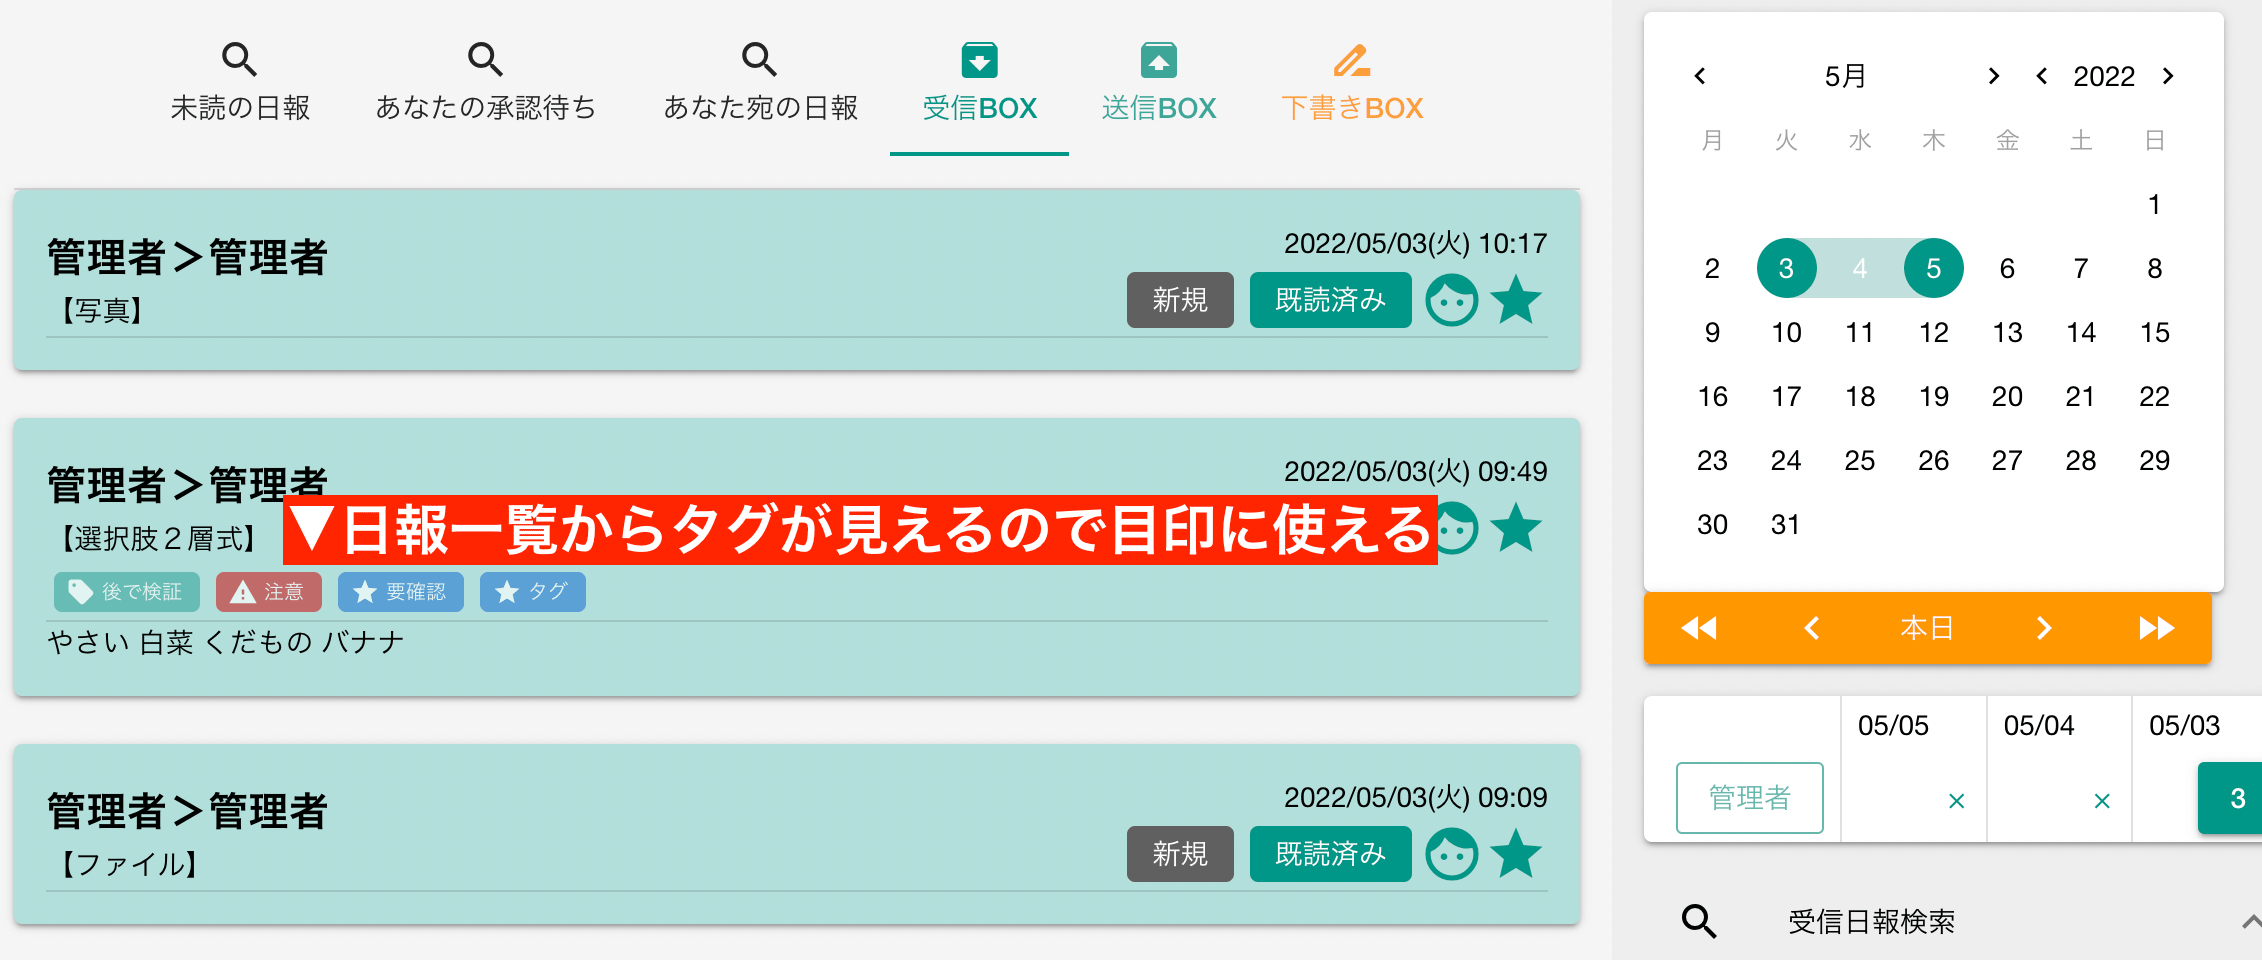 未読の日報
あなたの承認待ち
あなた宛の日報
受信BOX
送信BOX
下書きBOX
管理者＞管理者
2022/05/03(火) 10:17
【写真】
新規 既読済み
管理者＞管理者
2022/05/03(火) 09:49
【選択肢２層式】
▼日報一覧からタグが見えるので目印に使える
後で検証 注意 要確認 タグ
やさい 白菜 くだもの バナナ
管理者＞管理者
2022/05/03(火) 09:09
【ファイル】
新規 既読済み
5月 2022
月 火 水 木 金 土 日
1
2 3 4 5 6 7 8
9 10 11 12 13 14 15
16 17 18 19 20 21 22
23 24 25 26 27 28 29
30 31
本日
05/05 05/04 05/03
管理者 × × 3
受信日報検索